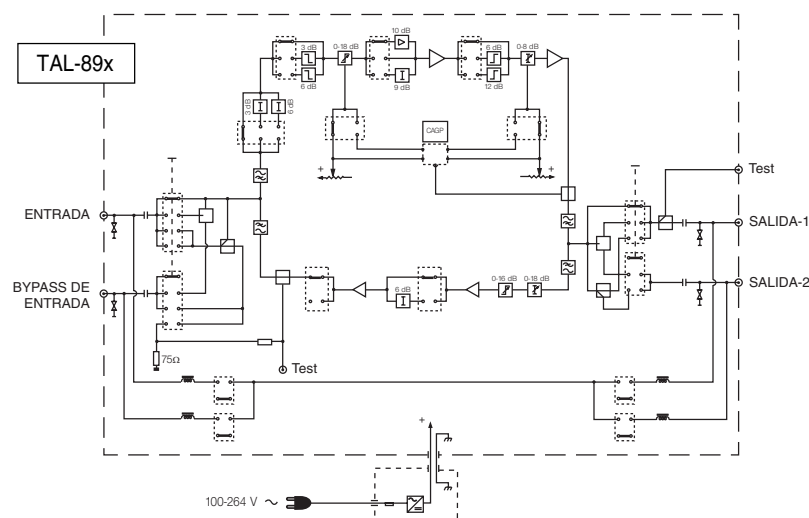 TAL-89x
3 dB
6 dB
0-18 dB
10 dB
9 dB
6 dB
12 dB
0-8 dB
3 dB
6 dB
CAGP
+
+
Test
ENTRADA
SALIDA-1
BYPASS DE
ENTRADA
SALIDA-2
6 dB
0-16 dB
0-18 dB
75Ω
Test
+
100-264 V ~